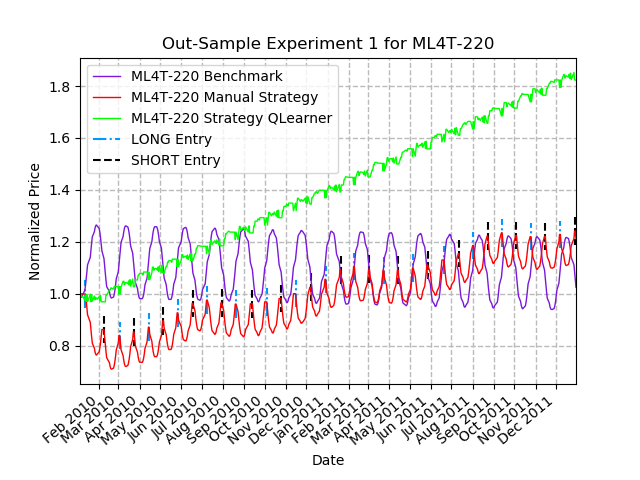 Out-Sample Experiment 1 for ML4T-220
ML4T-220 Benchmark
ML4T-220 Manual Strategy
ML4T-220 Strategy QLearner
LONG Entry
SHORT Entry
Normalized Price
1.8
1.6
1.4
1.2
1.0
0.8
Feb 2010
Mar 2010
Apr 2010
May 2010
Jun 2010
Jul 2010
Aug 2010
Sep 2010
Oct 2010
Nov 2010
Dec 2010
Jan 2011
Feb 2011
Mar 2011
Apr 2011
May 2011
Jun 2011
Jul 2011
Aug 2011
Sep 2011
Oct 2011
Nov 2011
Dec 2011
Date